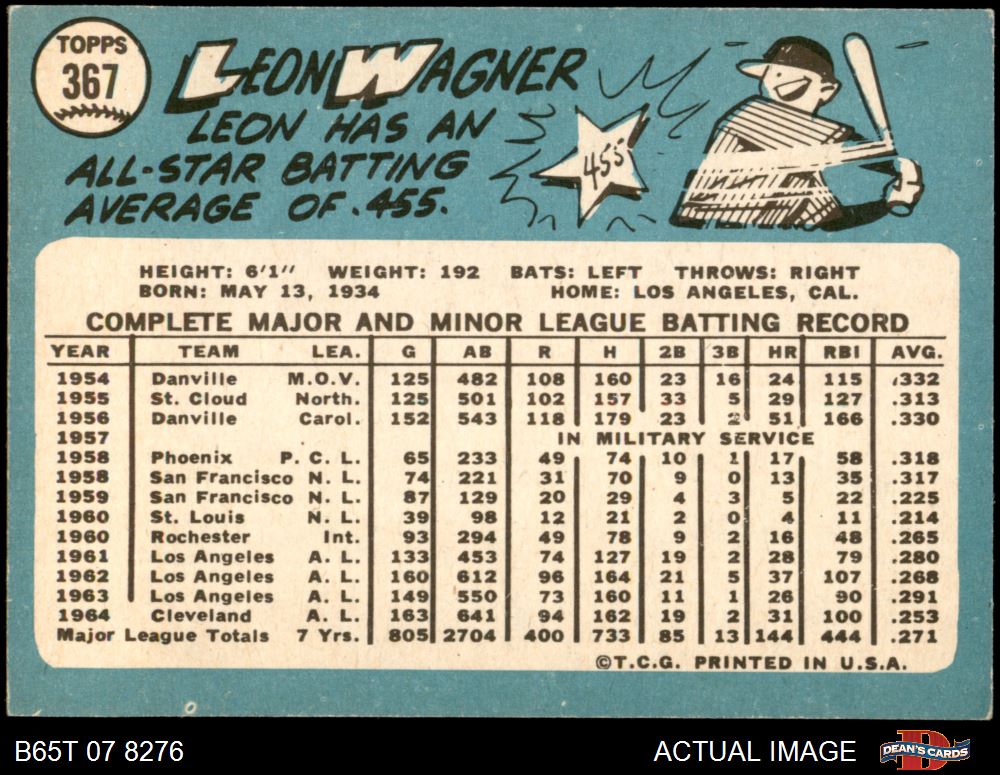 TOPPS
367
LEON WAGNER
LEON HAS AN
ALL-STAR BATTING
AVERAGE OF .455.
455
HEIGHT: 6'1" WEIGHT: 192 BATS: LEFT THROWS: RIGHT
BORN: MAY 13, 1934 HOME: LOS ANGELES, CAL.
COMPLETE MAJOR AND MINOR LEAGUE BATTING RECORD
YEAR TEAM LEA. G AB R H 2B 3B HR RBI AVG.
1954 Danville M.O.V. 125 482 108 160 23 16 24 115 .332
1955 St. Cloud North. 125 501 102 157 33 5 29 127 .313
1956 Danville Carol. 152 543 118 179 23 2 51 166 .330
1957 IN MILITARY SERVICE
1958 Phoenix P. C. L. 65 233 49 74 10 1 17 58 .318
1958 San Francisco N. L. 74 221 31 70 9 0 13 35 .317
1959 San Francisco N. L. 87 129 20 29 4 3 5 22 .225
1960 St. Louis N. L. 39 98 12 21 2 0 4 11 .214
1960 Rochester Int. 93 294 49 78 9 2 16 48 .265
1961 Los Angeles A. L. 133 453 74 127 19 2 28 79 .280
1962 Los Angeles A. L. 160 612 96 164 21 5 37 107 .268
1963 Los Angeles A. L. 149 550 73 160 11 1 26 90 .291
1964 Cleveland A. L. 163 641 94 162 19 2 31 100 .253
Major League Totals 7 Yrs. 805 2704 400 733 85 13 144 444 .271
©T.C.G. PRINTED IN U.S.A.
B65T 07 8276 ACTUAL IMAGE DEAN'S CARDS